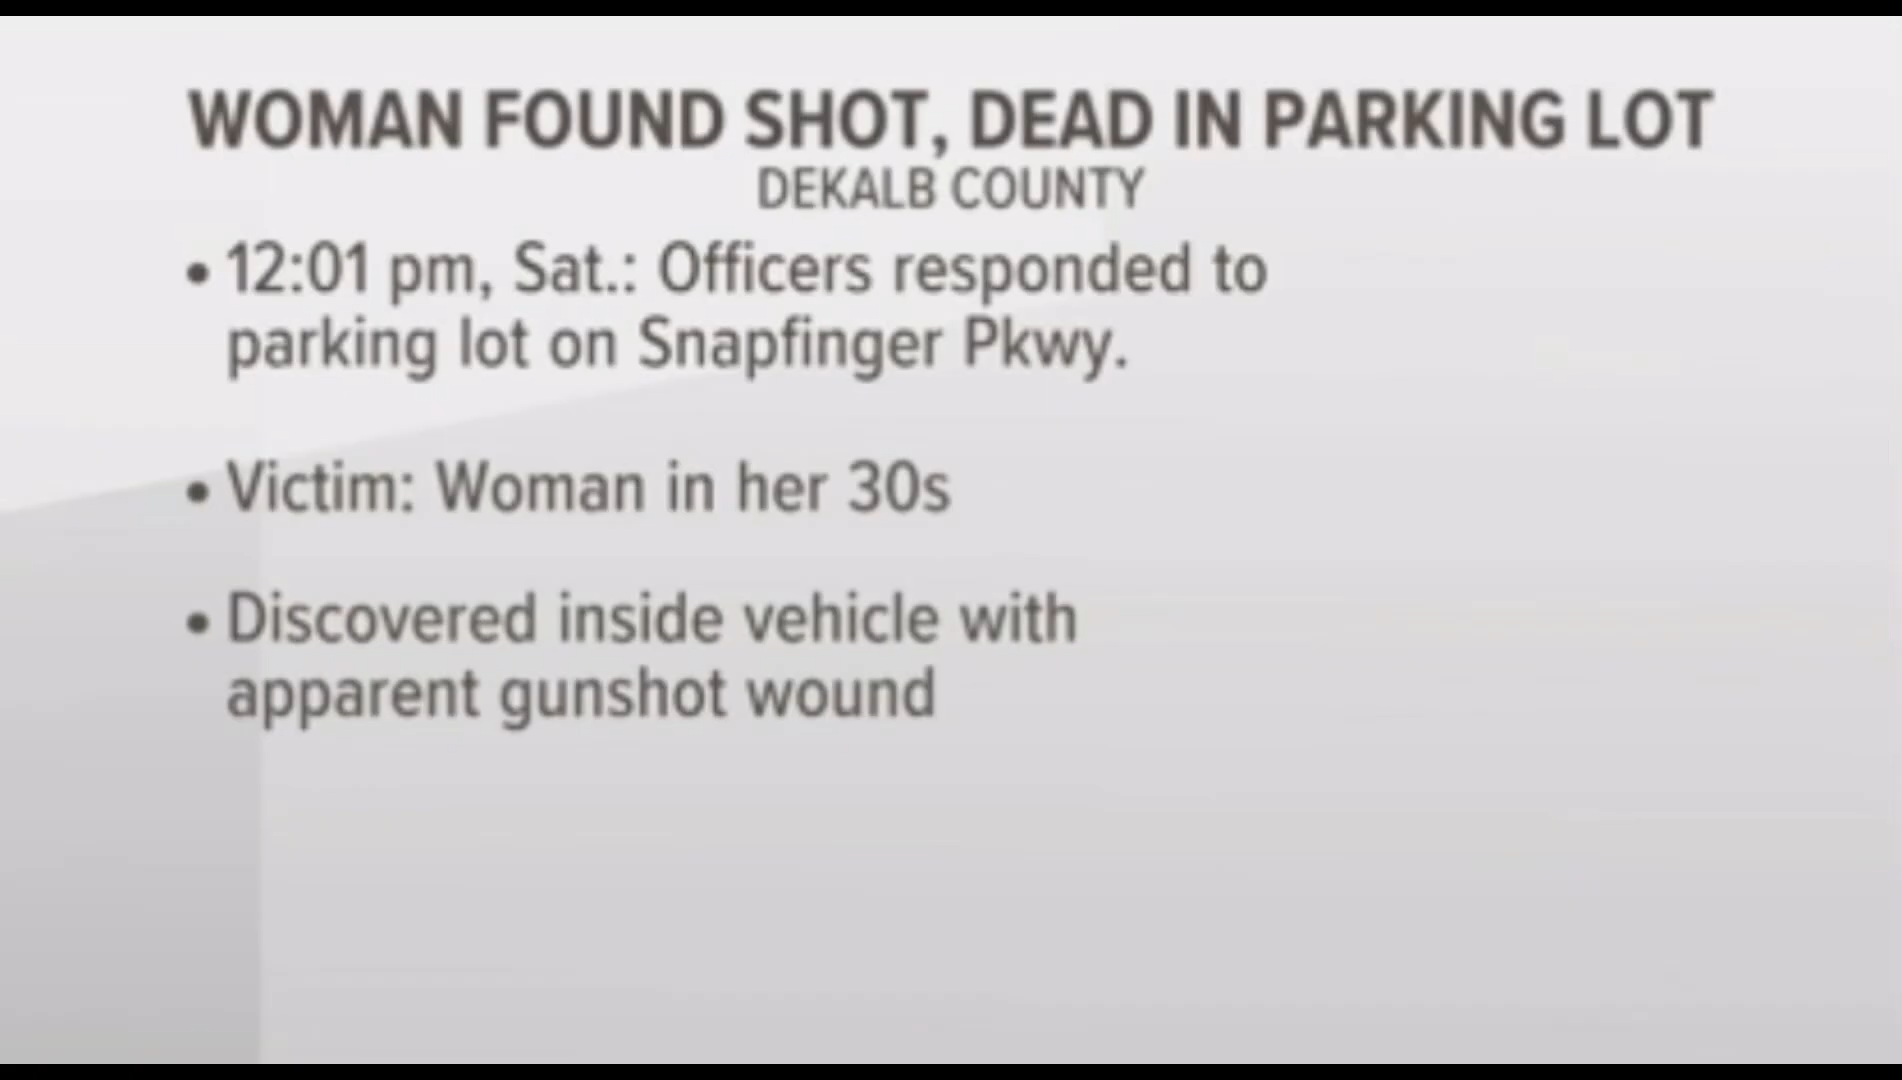 WOMAN FOUND SHOT, DEAD IN PARKING LOT
DEKALB COUNTY
• 12:01 pm, Sat.: Officers responded to
parking lot on Snapfinger Pkwy.
• Victim: Woman in her 30s
• Discovered inside vehicle with
apparent gunshot wound